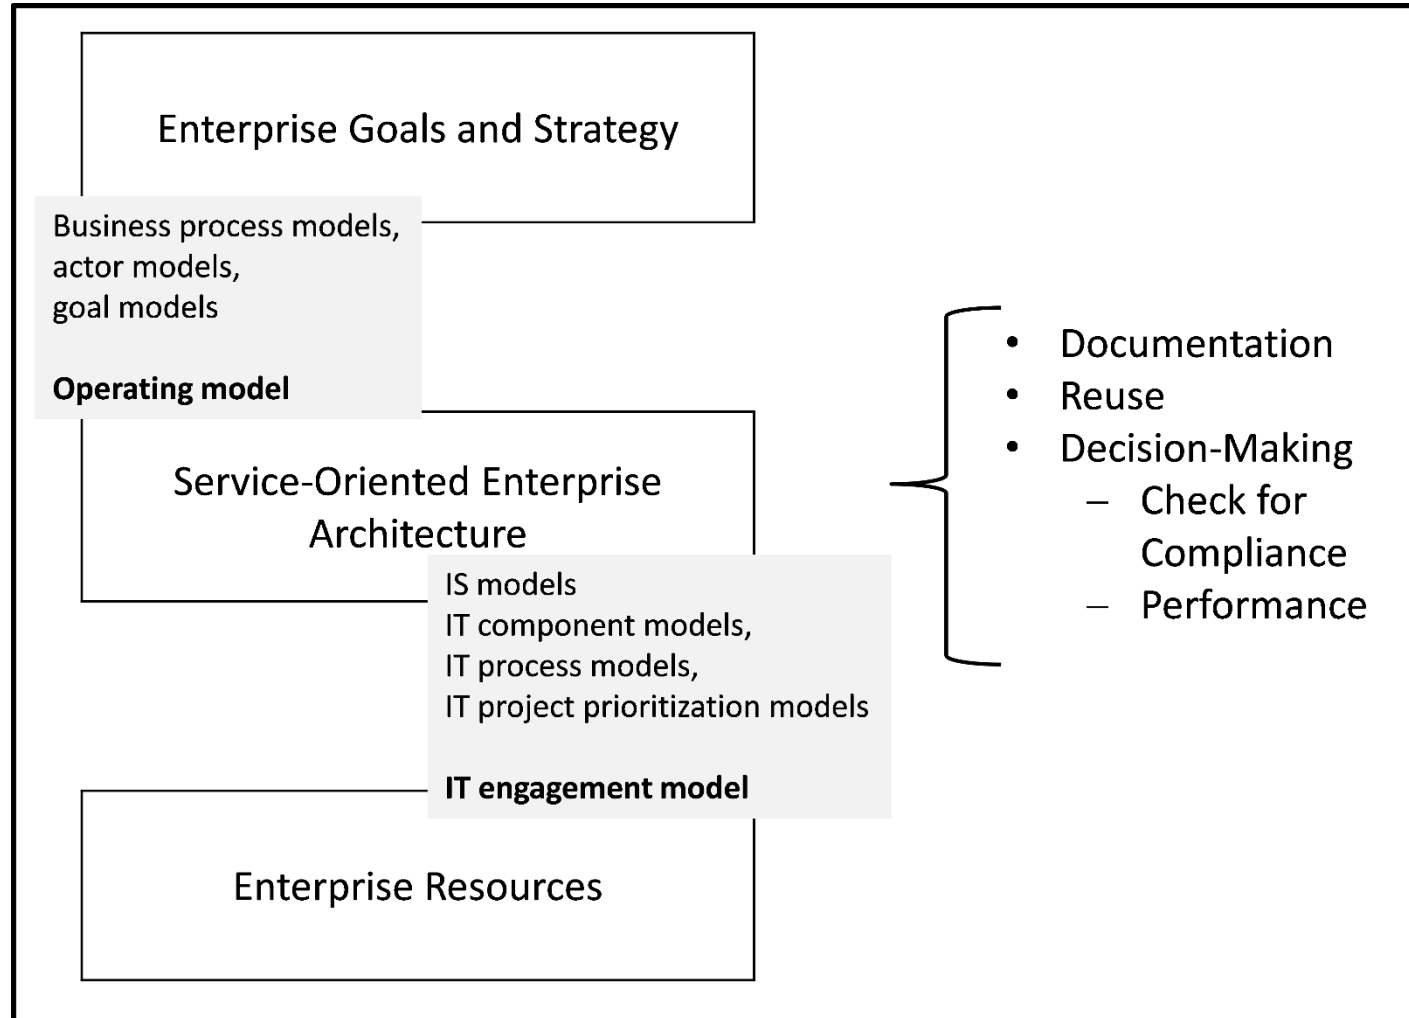 Enterprise Goals and Strategy
Business process models,
actor models,
goal models
Operating model
Service-Oriented Enterprise
Architecture
IS models
IT component models,
IT process models,
IT project prioritization models
IT engagement model
Enterprise Resources
• Documentation
• Reuse
• Decision-Making
– Check for
Compliance
– Performance